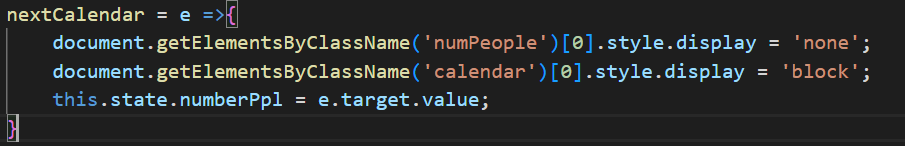 nextCalendar = e =>{
    document.getElementsByClassName('numPeople')[0].style.display = 'none';
    document.getElementsByClassName('calendar')[0].style.display = 'block';
    this.state.numberPpl = e.target.value;
}